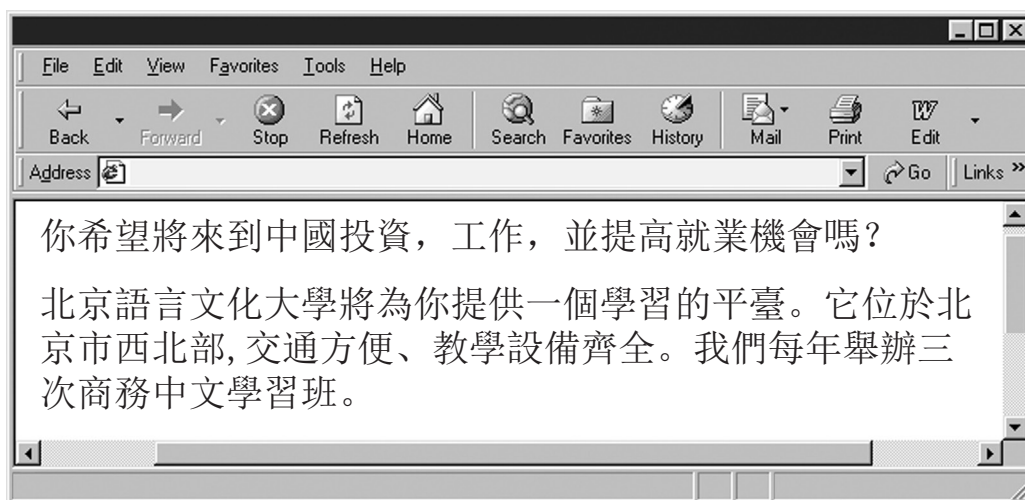 File Edit View Favorites Tools Help
Back Forward Stop Refresh Home Search Favorites History Mail Print Edit
Address Go Links »
你希望將來到中國投資，工作，並提高就業機會嗎？
北京語言文化大學將為你提供一個學習的平臺。它位於北
京市西北部,交通方便、教學設備齊全。我們每年舉辦三
次商務中文學習班。